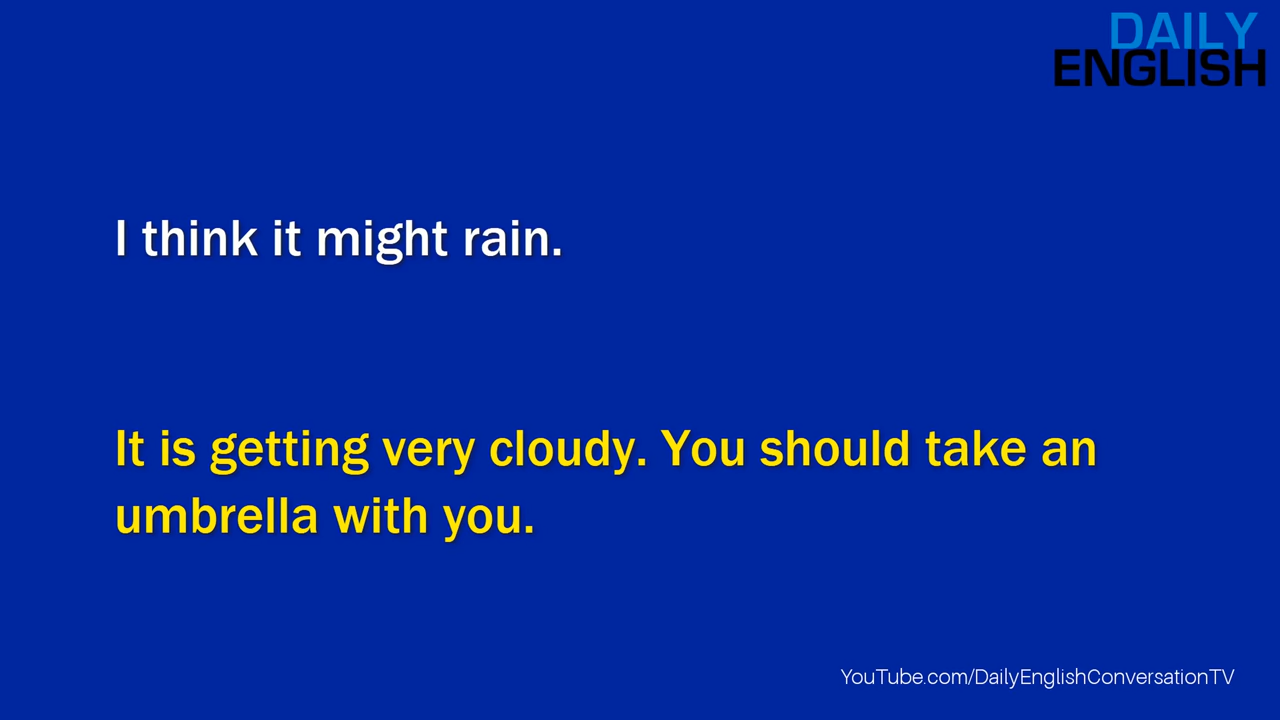 DAILY
ENGLISH
I think it might rain.
It is getting very cloudy. You should take an
umbrella with you.
YouTube.com/DailyEnglishConversationTV